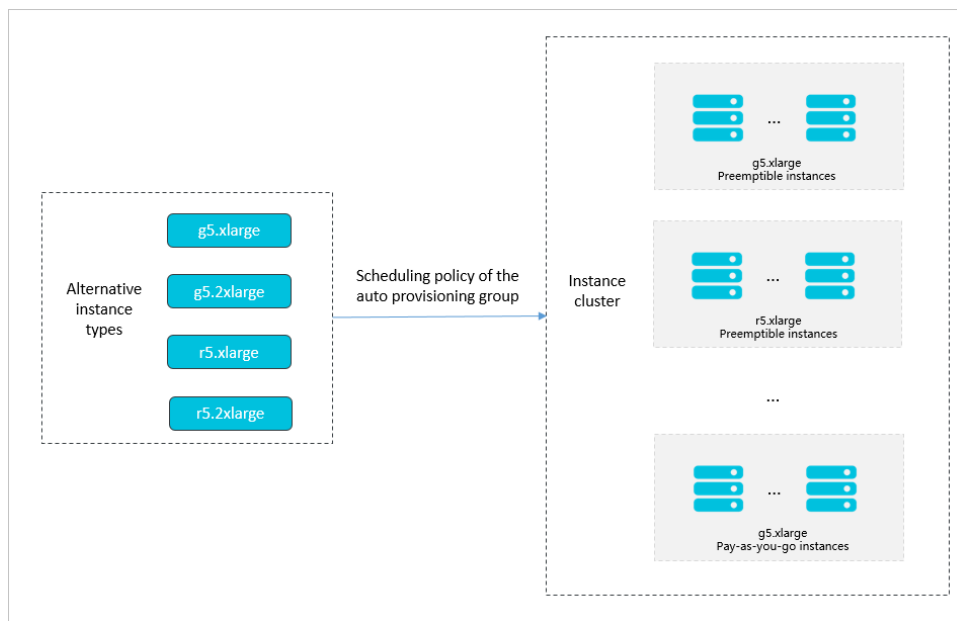 Alternative
instance
types
g5.xlarge
g5.2xlarge
r5.xlarge
r5.2xlarge
Scheduling policy of the
auto provisioning group
Instance
cluster
...
g5.xlarge
Preemptible instances
...
r5.xlarge
Preemptible instances
...
...
g5.xlarge
Pay-as-you-go instances